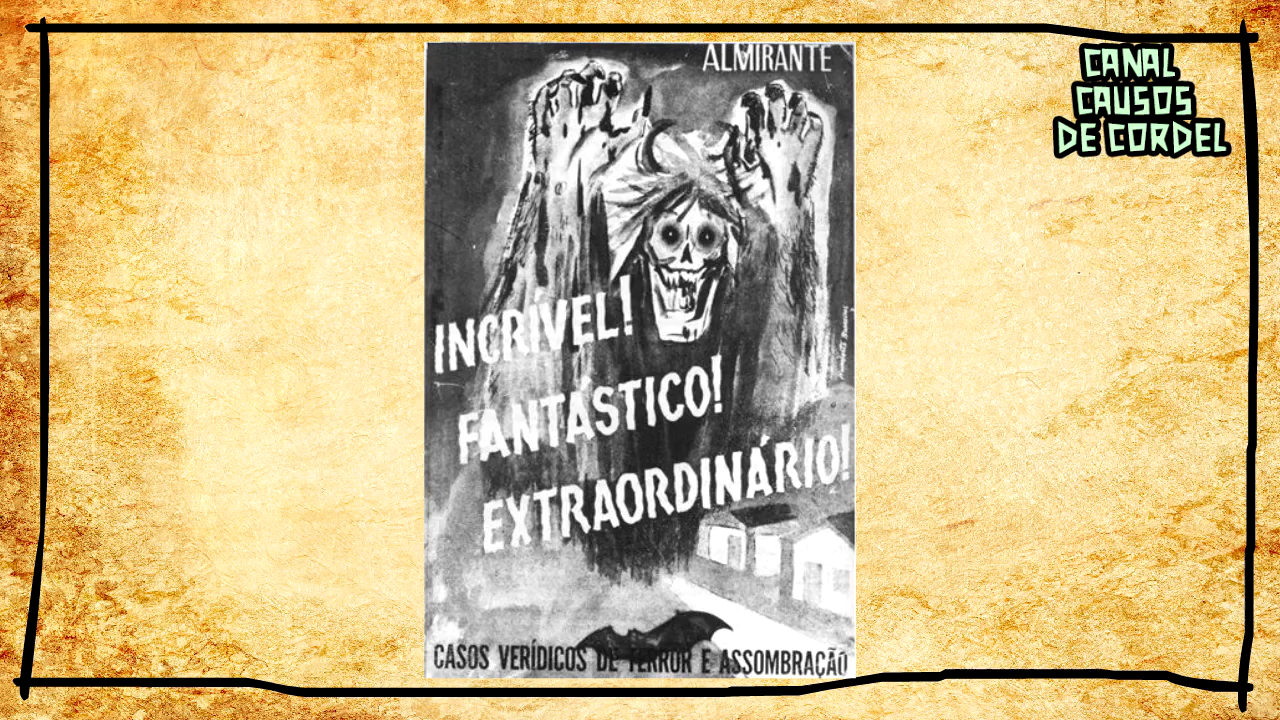 ALMIRANTE
CANAL
CAUSOS
DE CORDEL
INCRÍVEL!
FANTÁSTICO!
EXTRAORDINÁRIO!
CASOS VERÍDICOS DE TERROR E ASSOMBRAÇÃO